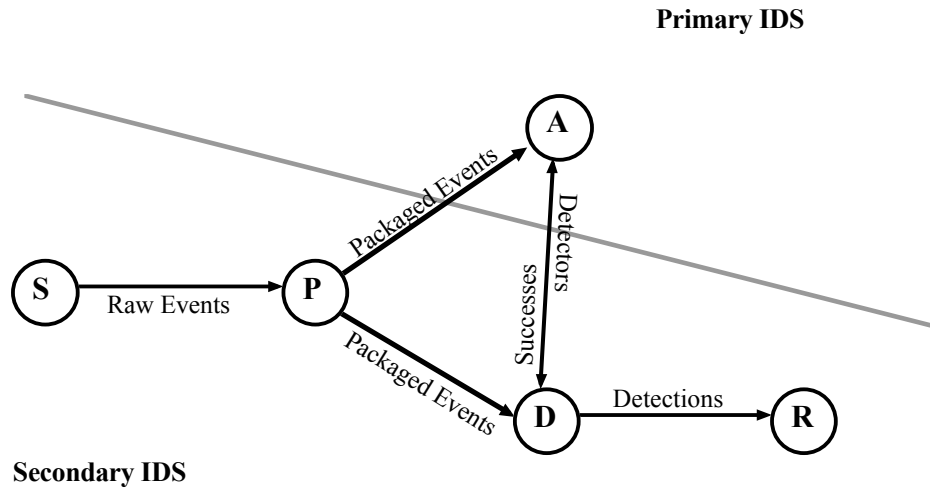 Primary IDS
A
Packaged Events
Detectors
Successes
S
Raw Events
P
Packaged Events
D
Detections
R
Secondary IDS